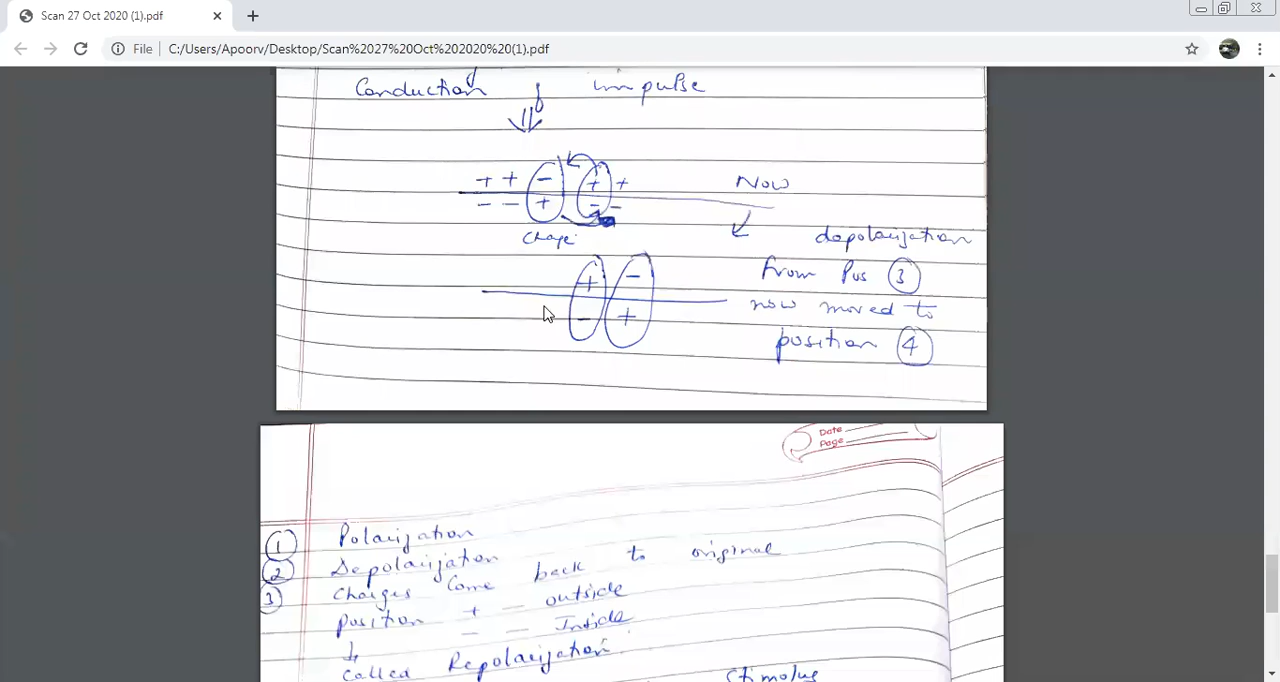 Scan 27 Oct 2020 (1).pdf
File C:/Users/Apoorv/Desktop/Scan%2027%20Oct%202020%20(1).pdf
Conduction of impulse
+ + - + + Now
- - + - -
Charge depolarization
+ - from Pos 3
now moved to
- +
position 4
Date
Page
1 Polarization
2 Depolarization
3 Charges Come back to original
position + - outside
- - Inside
called Repolarization
Stimulus